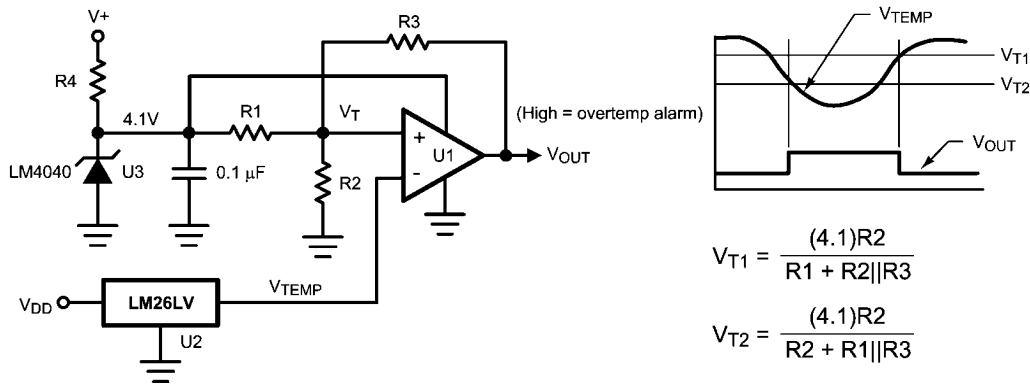 V+
R4
4.1V
LM4040
U3
0.1 μF
R1
VT
R2
R3
+
-
U1
(High = overtemp alarm)
VOUT
VDD
LM26LV
U2
VTEMP
VTEMP
VT1
VT2
VOUT
VT1 = (4.1)R2 / R1 + R2||R3
VT2 = (4.1)R2 / R2 + R1||R3